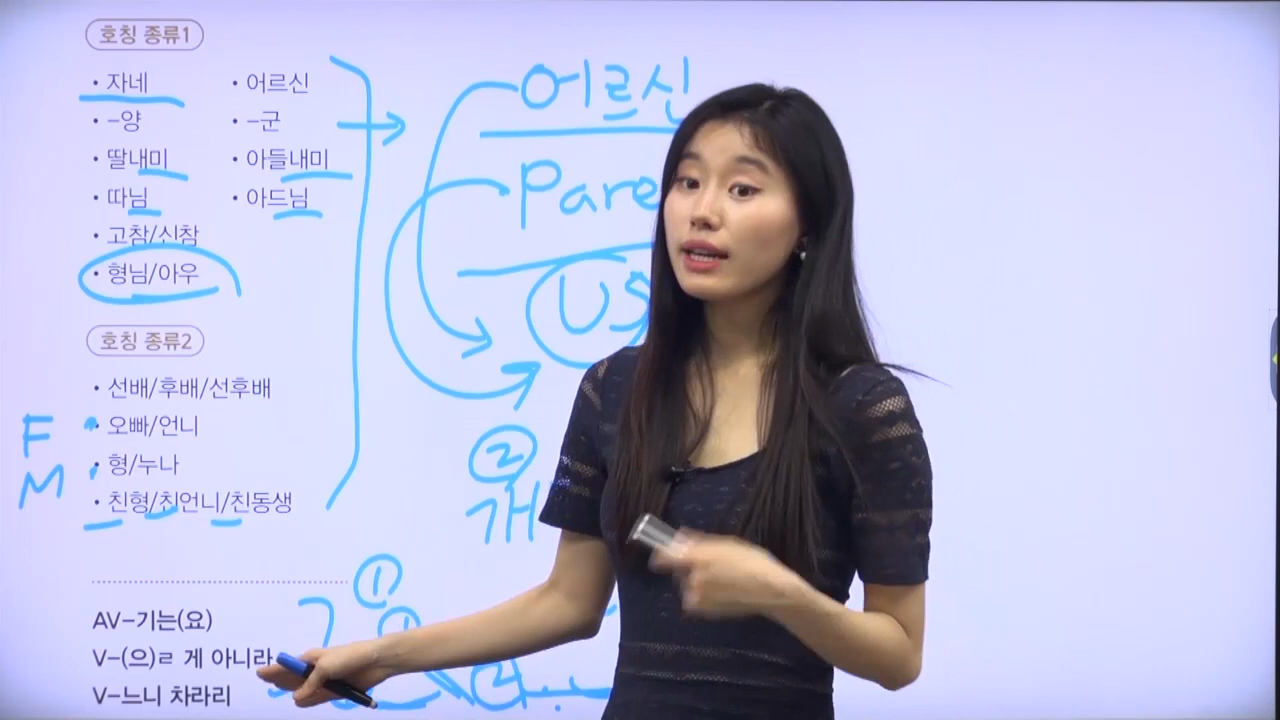 호칭 종류1
· 자네 · 어르신
· -양 · -군
· 딸내미 · 아들내미
· 따님 · 아드님
· 고참/신참
· 형님/아우
호칭 종류2
· 선배/후배/선후배
F · 오빠/언니
M · 형/누나
· 친형/친언니/친동생
AV-기는(요)
V-(으)ㄹ 게 아니라
V-느니 차라리
어르신
Pare
US
②
개
①
②